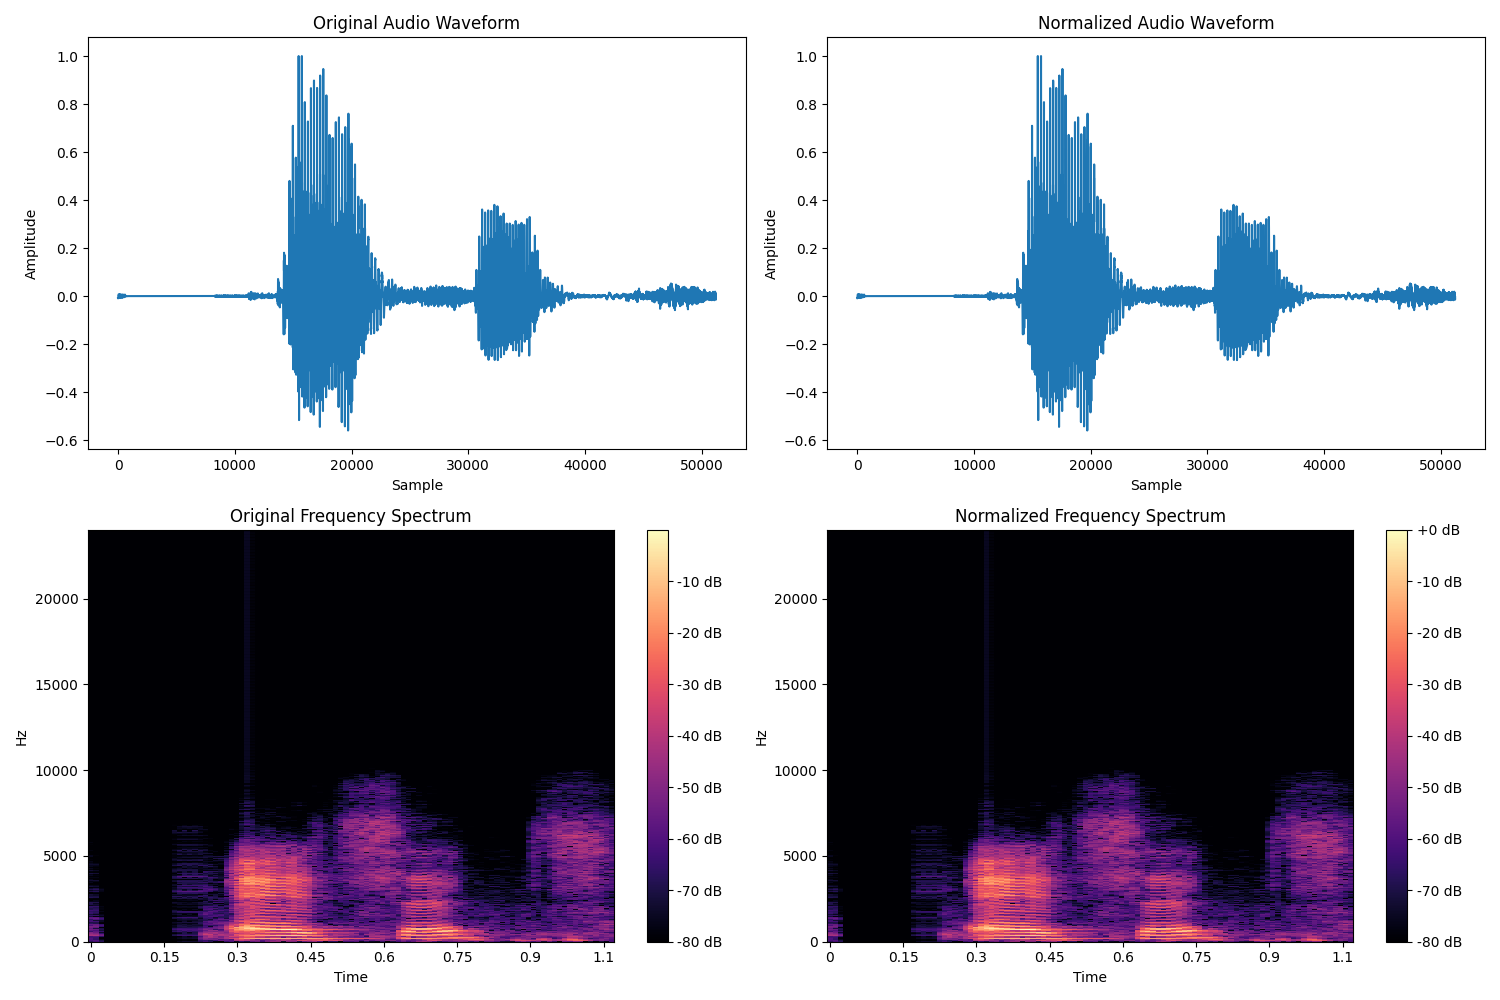 Original Audio Waveform
Normalized Audio Waveform
1.0
0.8
0.6
0.4
0.2
0.0
−0.2
−0.4
−0.6
Amplitude
0 10000 20000 30000 40000 50000
Sample
1.0
0.8
0.6
0.4
0.2
0.0
−0.2
−0.4
−0.6
Amplitude
0 10000 20000 30000 40000 50000
Sample
Original Frequency Spectrum
20000
15000
10000
5000
0
Hz
0 0.15 0.3 0.45 0.6 0.75 0.9 1.1
Time
-10 dB
-20 dB
-30 dB
-40 dB
-50 dB
-60 dB
-70 dB
-80 dB
Normalized Frequency Spectrum
20000
15000
10000
5000
0
Hz
0 0.15 0.3 0.45 0.6 0.75 0.9 1.1
Time
+0 dB
-10 dB
-20 dB
-30 dB
-40 dB
-50 dB
-60 dB
-70 dB
-80 dB